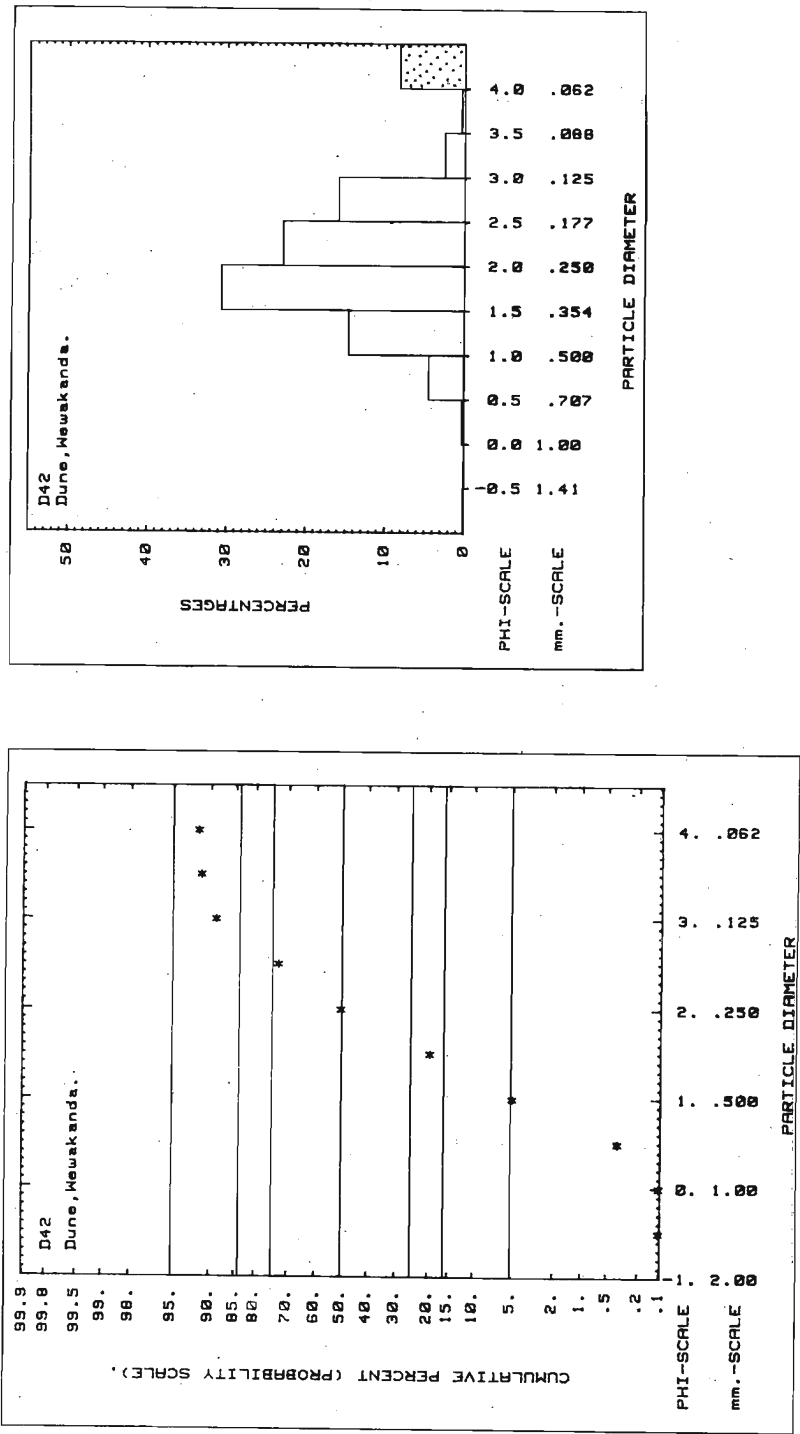 D42
Dune,Wewakanda.
PERCENTAGES
50
40
30
20
10
0
PHI-SCALE -0.5 0.0 0.5 1.0 1.5 2.0 2.5 3.0 3.5 4.0
mm.-SCALE 1.41 1.00 .707 .500 .354 .250 .177 .125 .088 .062
PARTICLE DIAMETER
D42
Dune,Wewakanda.
CUMULATIVE PERCENT (PROBABILITY SCALE).
99.9
99.8
99.5
99.
98.
95.
90.
85.
80.
70.
60.
50.
40.
30.
20.
15.
10.
5.
2.
1.
.5
.2
.1
PHI-SCALE -1. 0. 1. 2. 3. 4.
mm.-SCALE 2.00 1.00 .500 .250 .125 .062
PARTICLE DIAMETER